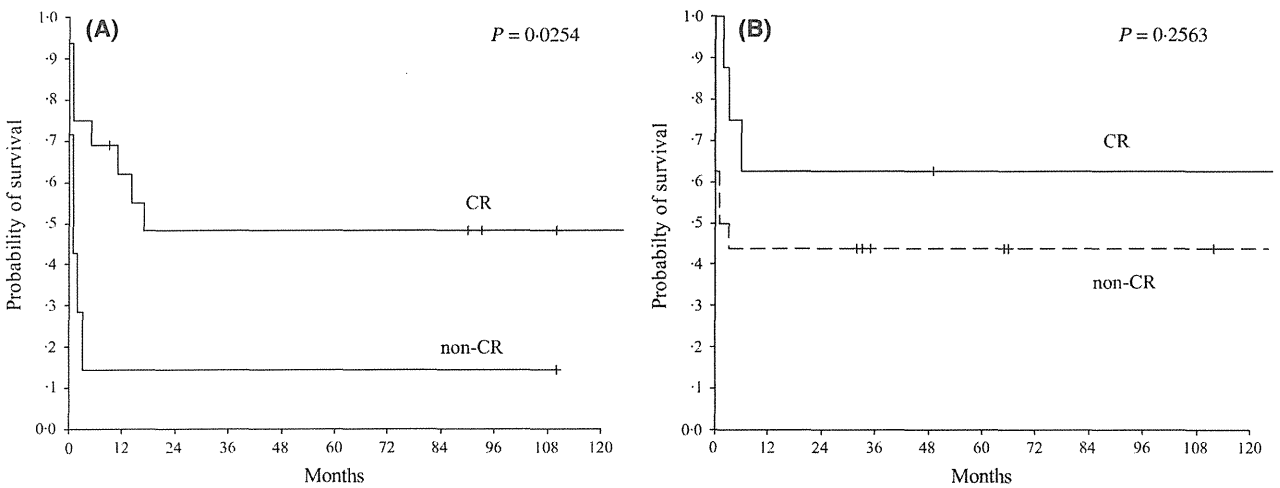 (A)
P = 0·0254
Probability of survival
1·0
·9
·8
·7
·6
·5
·4
·3
·2
·1
0·0
CR
non-CR
0 12 24 36 48 60 72 84 96 108 120
Months
(B)
P = 0·2563
Probabilty of survival
1·0
·9
·8
·7
·6
·5
·4
·3
·2
·1
0·0
CR
non-CR
0 12 24 36 48 60 72 84 96 108 120
Months